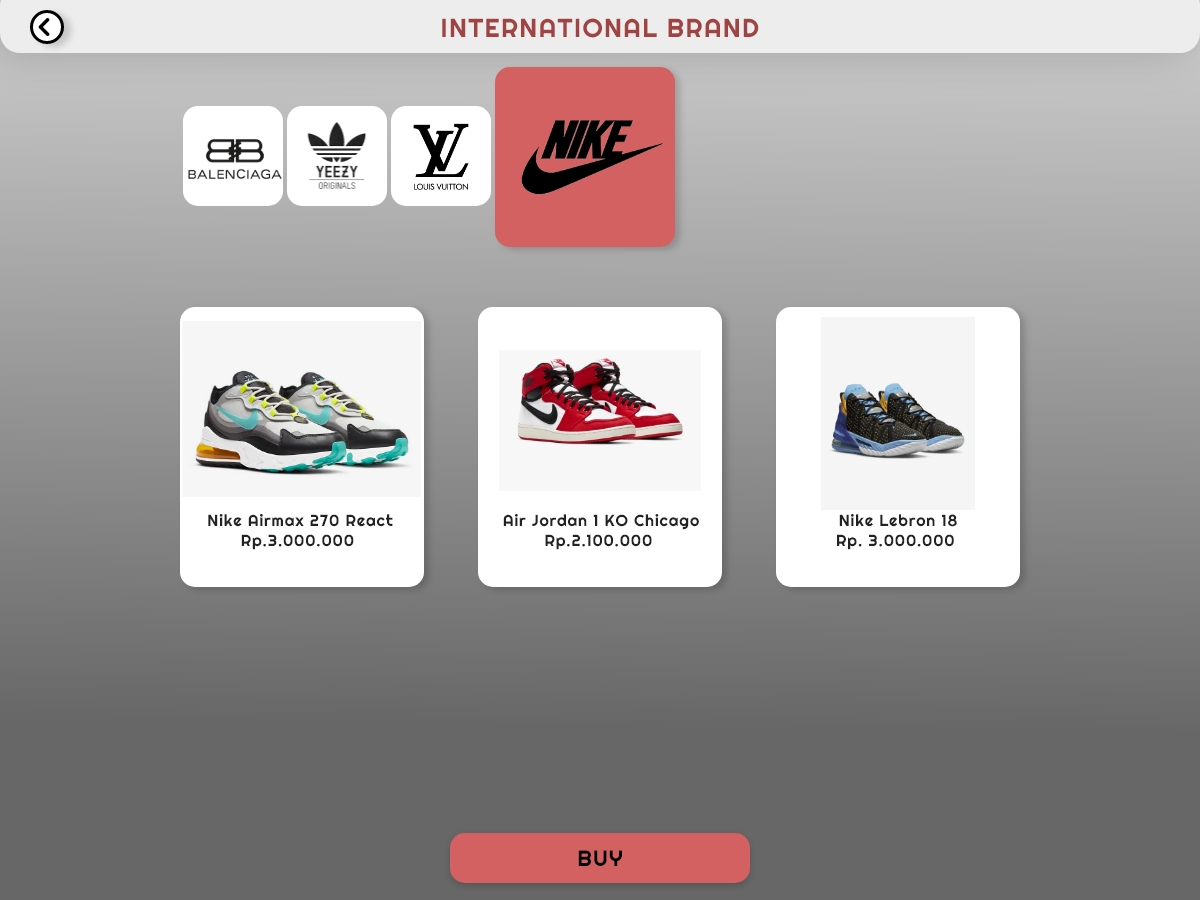 INTERNATIONAL BRAND
BALENCIAGA
YEEZY
ORIGINALS
LV
LOUIS VUITTON
NIKE
Nike Airmax 270 React
Rp.3.000.000
Air Jordan 1 KO Chicago
Rp.2.100.000
Nike Lebron 18
Rp. 3.000.000
BUY